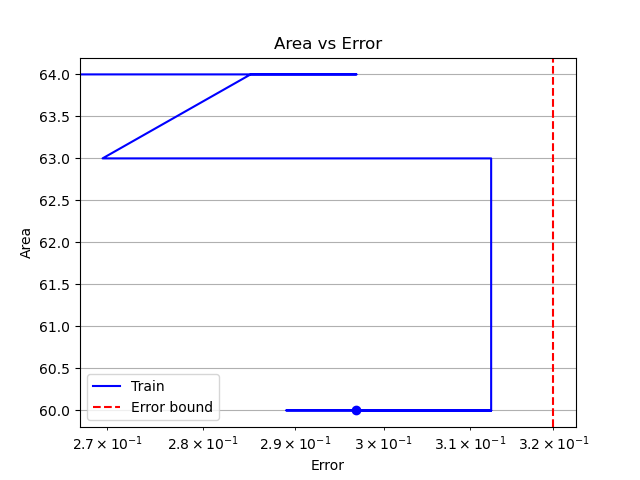 Area vs Error
64.0
63.5
63.0
62.5
62.0
61.5
61.0
60.5
60.0
Area
Train
Error bound
2.7 × 10⁻¹ 2.8 × 10⁻¹ 2.9 × 10⁻¹ 3 × 10⁻¹ 3.1 × 10⁻¹ 3.2 × 10⁻¹
Error